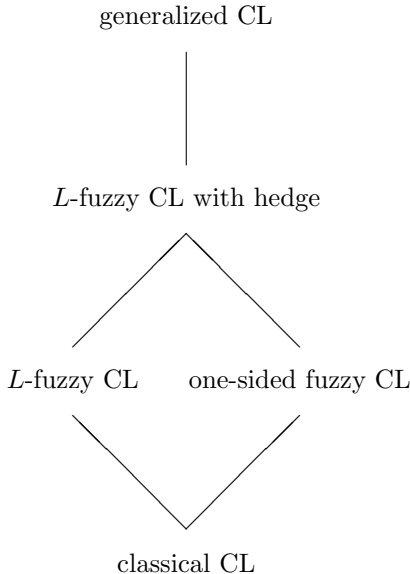 generalized CL
L-fuzzy CL with hedge
L-fuzzy CL one-sided fuzzy CL
classical CL